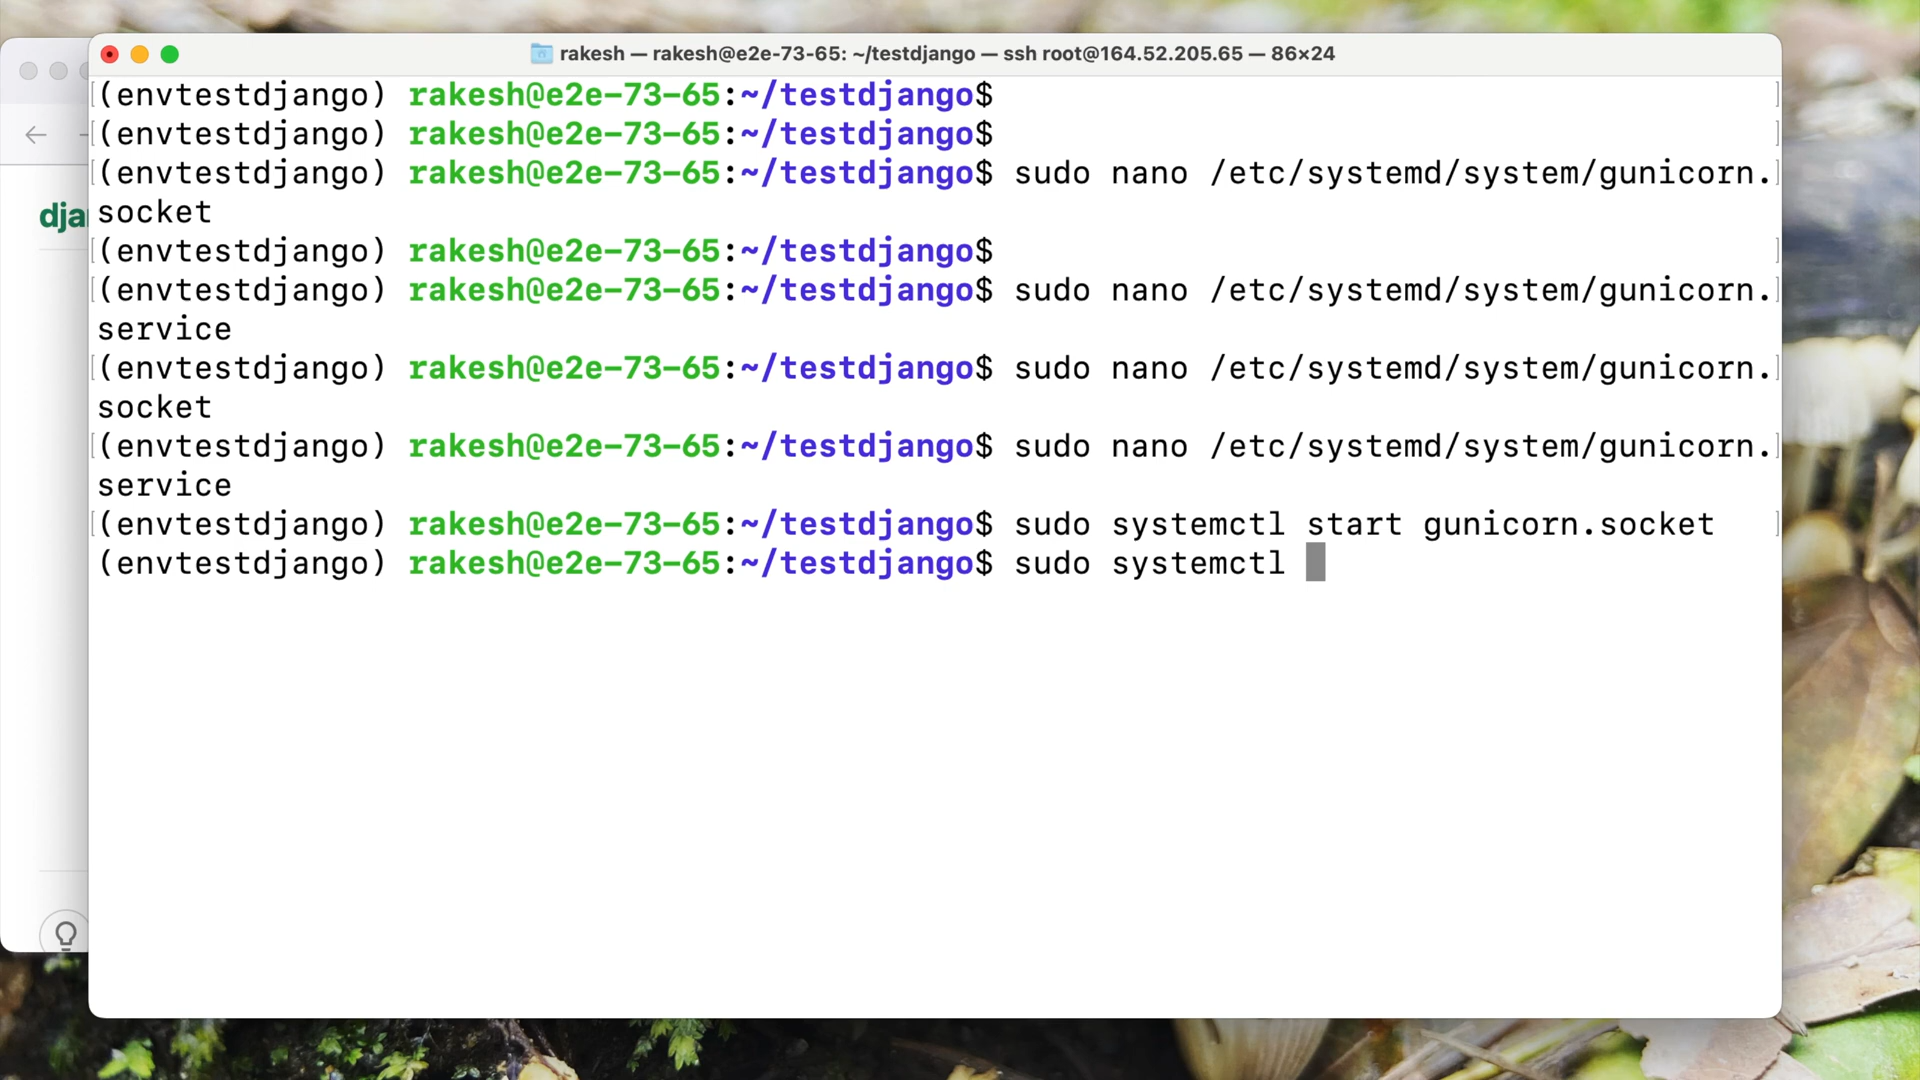 rakesh — rakesh@e2e-73-65: ~/testdjango — ssh root@164.52.205.65 — 86×24
(envtestdjango) rakesh@e2e-73-65:~/testdjango$
(envtestdjango) rakesh@e2e-73-65:~/testdjango$
(envtestdjango) rakesh@e2e-73-65:~/testdjango$ sudo nano /etc/systemd/system/gunicorn.
socket
(envtestdjango) rakesh@e2e-73-65:~/testdjango$
(envtestdjango) rakesh@e2e-73-65:~/testdjango$ sudo nano /etc/systemd/system/gunicorn.
service
(envtestdjango) rakesh@e2e-73-65:~/testdjango$ sudo nano /etc/systemd/system/gunicorn.
socket
(envtestdjango) rakesh@e2e-73-65:~/testdjango$ sudo nano /etc/systemd/system/gunicorn.
service
(envtestdjango) rakesh@e2e-73-65:~/testdjango$ sudo systemctl start gunicorn.socket
(envtestdjango) rakesh@e2e-73-65:~/testdjango$ sudo systemctl
dja